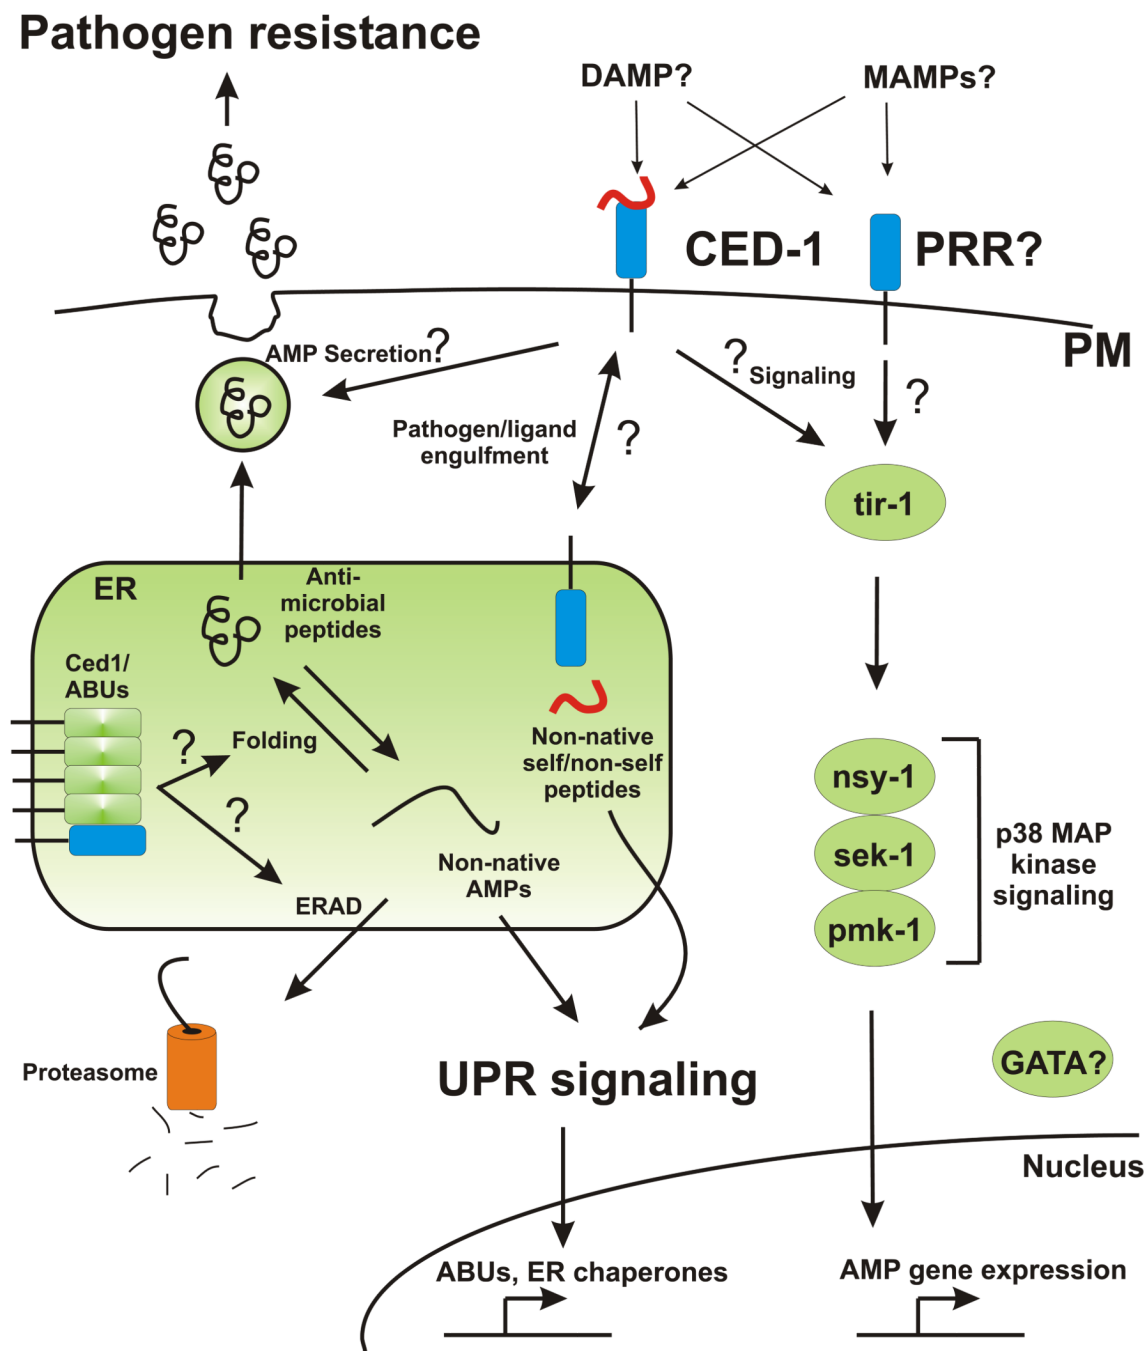 Pathogen resistance
DAMP?
MAMPs?
CED-1
PRR?
PM
AMP Secretion?
? Signaling
?
Pathogen/ligand
engulfment
?
tir-1
ER
Anti-
microbial
peptides
Ced1/
ABUs
?
Folding
?
Non-native
self/non-self
peptides
Non-native
AMPs
ERAD
nsy-1
sek-1
pmk-1
p38 MAP
kinase
signaling
GATA?
Proteasome
UPR signaling
Nucleus
ABUs, ER chaperones
AMP gene expression